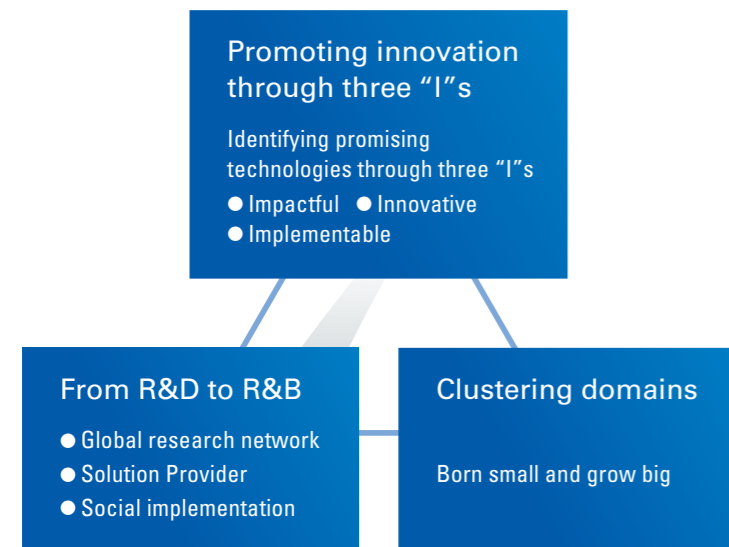 Promoting innovation
through three “I”s
Identifying promising
technologies through three “I”s
● Impactful ● Innovative
● Implementable
From R&D to R&B
● Global research network
● Solution Provider
● Social implementation
Clustering domains
Born small and grow big